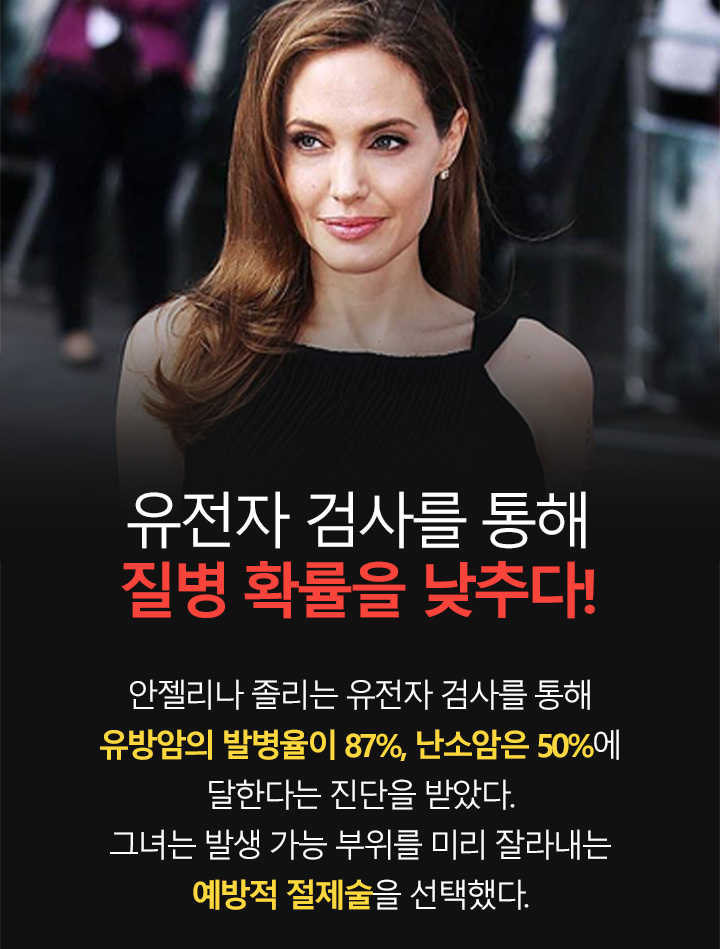 유전자 검사를 통해
질병 확률을 낮추다!
안젤리나 졸리는 유전자 검사를 통해
유방암의 발병율이 87%, 난소암은 50%에
달한다는 진단을 받았다.
그녀는 발생 가능 부위를 미리 잘라내는
예방적 절제술을 선택했다.